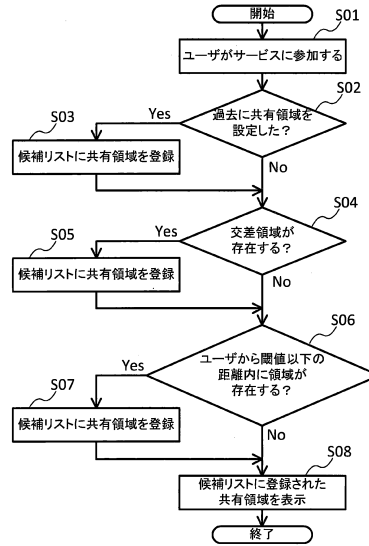 開始
S01
ユーザがサービスに参加する
S02
過去に共有領域を
設定した?
Yes
S03
候補リストに共有領域を登録
No
S04
交差領域が
存在する?
Yes
S05
候補リストに共有領域を登録
No
S06
ユーザから閾値以下の
距離内に領域が
存在する?
Yes
S07
候補リストに共有領域を登録
No
S08
候補リストに登録された
共有領域を表示
終了